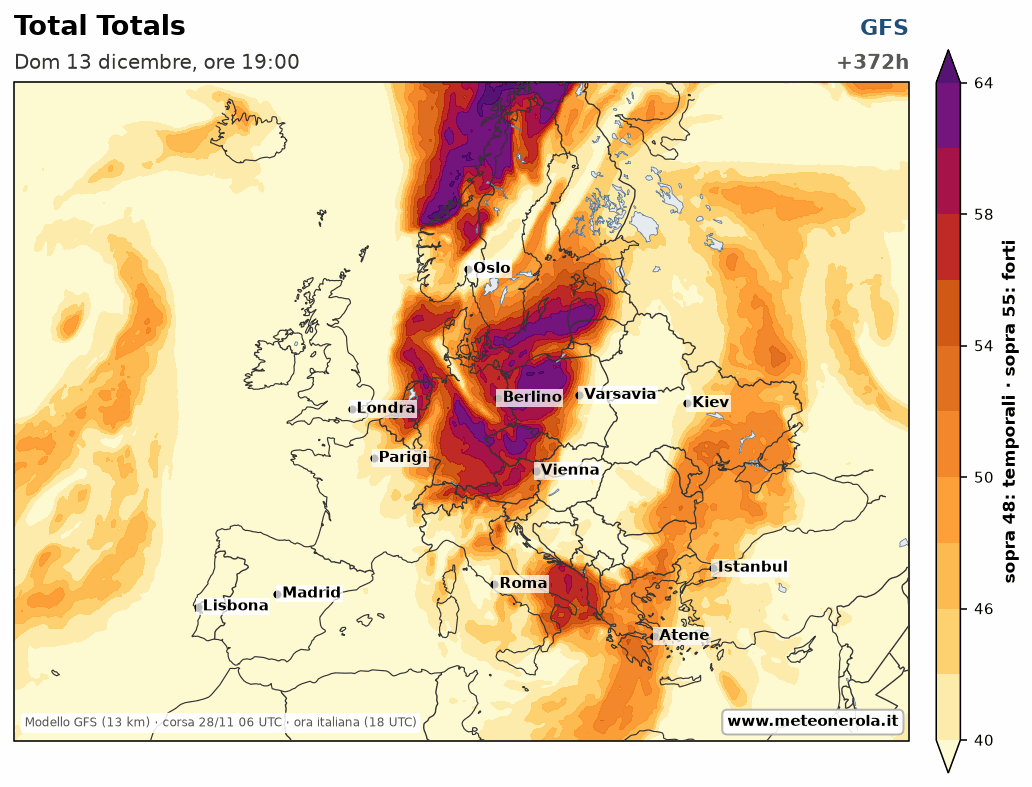 Total Totals
GFS
Dom 13 dicembre, ore 19:00
+372h
64
58
54
50
46
40
sopra 48: temporali · sopra 55: forti
Oslo
Berlino
Varsavia
Kiev
Londra
Parigi
Vienna
Istanbul
Roma
Madrid
Lisbona
Atene
Modello GFS (13 km) · corsa 28/11 06 UTC · ora italiana (18 UTC)
www.meteonerola.it